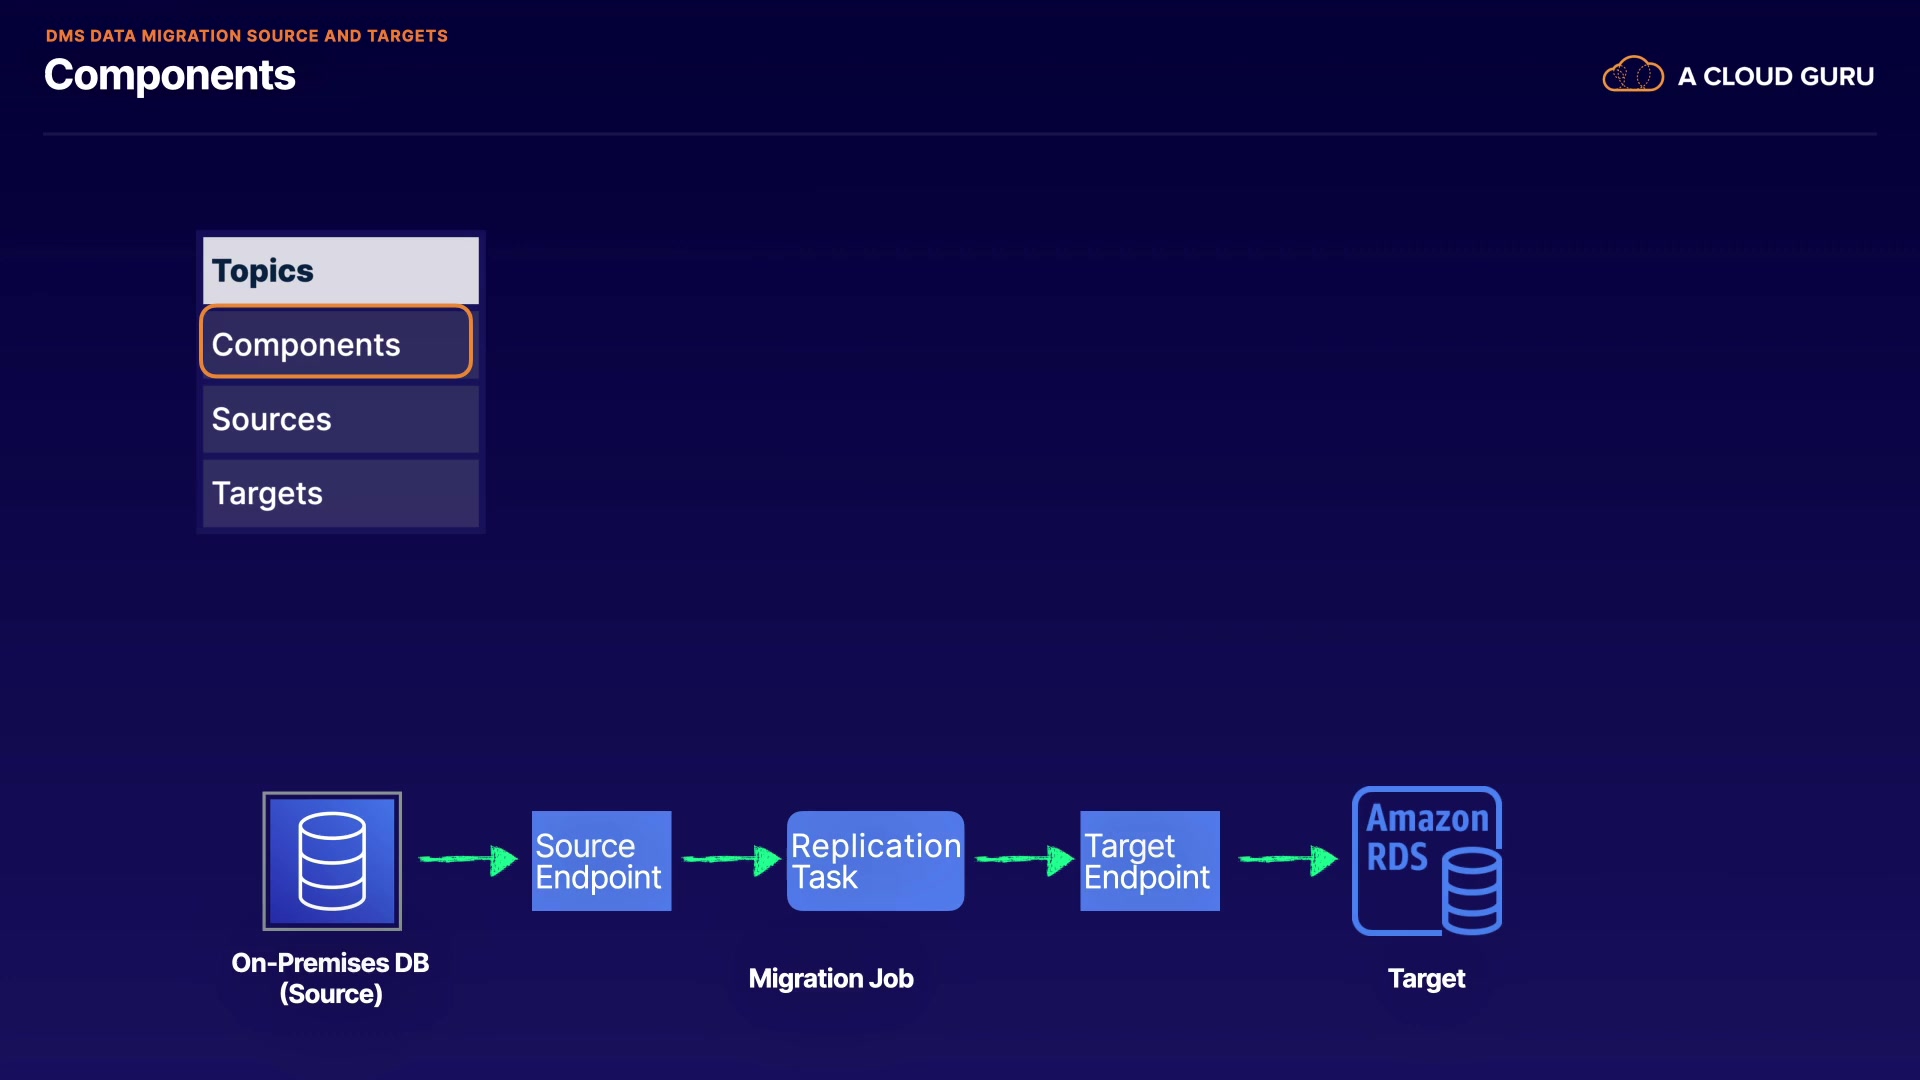 DMS DATA MIGRATION SOURCE AND TARGETS
Components
A CLOUD GURU
Topics
Components
Sources
Targets
Source
Endpoint
Replication
Task
Target
Endpoint
Amazon
RDS
On-Premises DB
(Source)
Migration Job
Target